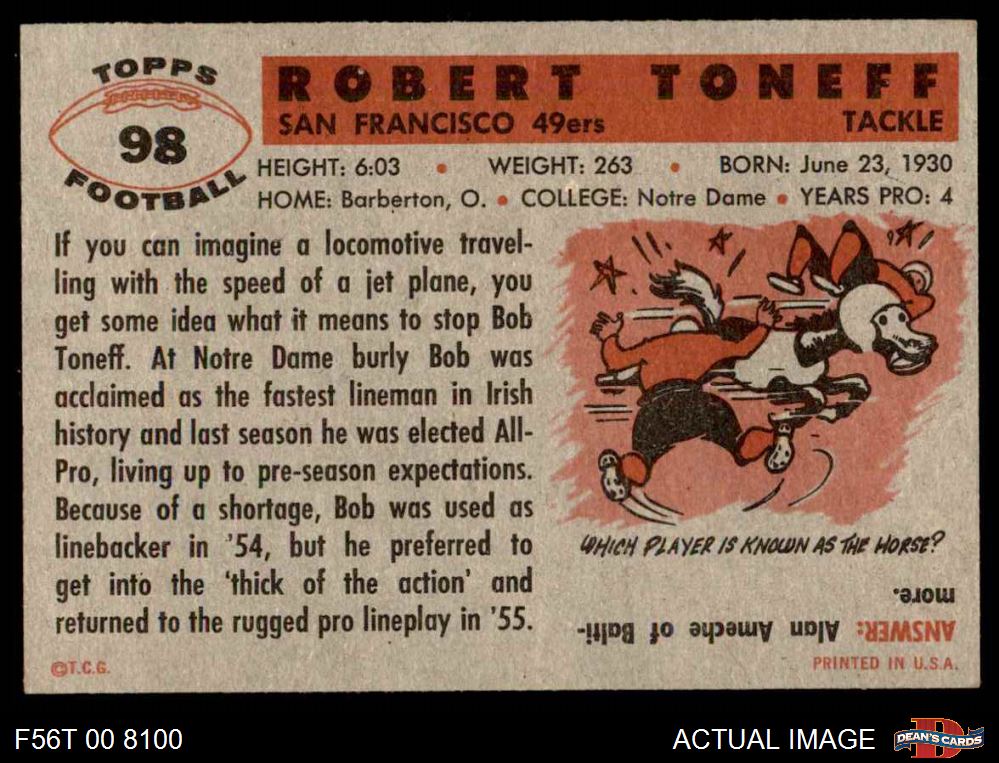 TOPPS
98
FOOTBALL
ROBERT TONEFF
SAN FRANCISCO 49ers TACKLE
HEIGHT: 6:03 • WEIGHT: 263 • BORN: June 23, 1930
HOME: Barberton, O. • COLLEGE: Notre Dame • YEARS PRO: 4
If you can imagine a locomotive travel-
ling with the speed of a jet plane, you
get some idea what it means to stop Bob
Toneff. At Notre Dame burly Bob was
acclaimed as the fastest lineman in Irish
history and last season he was elected All-
Pro, living up to pre-season expectations.
Because of a shortage, Bob was used as
linebacker in '54, but he preferred to
get into the 'thick of the action' and
returned to the rugged pro lineplay in '55.
©T.C.G.
WHICH PLAYER IS KNOWN AS THE HORSE?
ANSWER: Alan Ameche of Balti-
more.
PRINTED IN U.S.A.
F56T 00 8100
ACTUAL IMAGE
D
DEAN'S CARDS